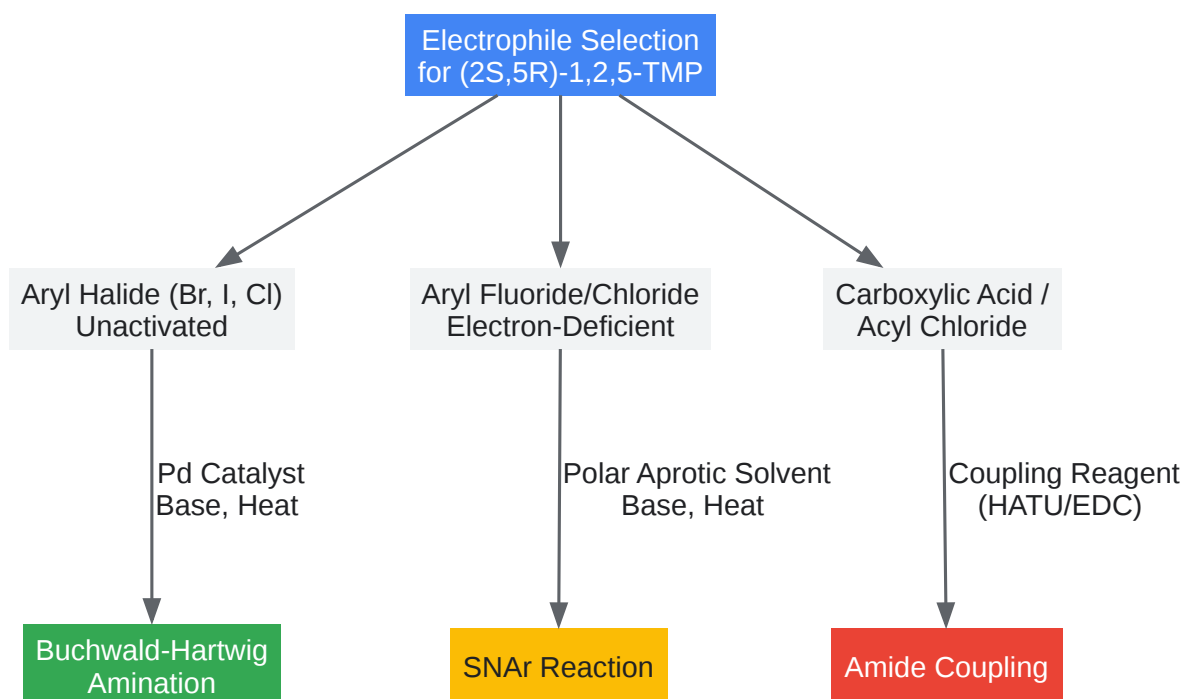 Electrophile Selection
for (2S,5R)-1,2,5-TMP
Aryl Halide (Br, I, Cl)
Unactivated
Aryl Fluoride/Chloride
Electron-Deficient
Carboxylic Acid /
Acyl Chloride
Pd Catalyst
Base, Heat
Polar Aprotic Solvent
Base, Heat
Coupling Reagent
(HATU/EDC)
Buchwald-Hartwig
Amination
SNAr Reaction
Amide Coupling